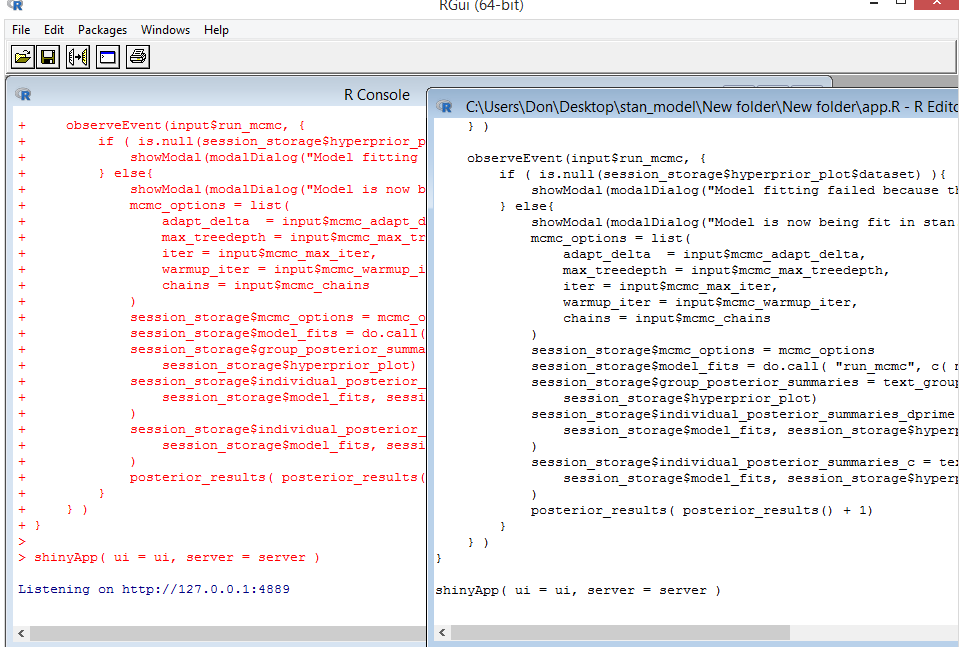 RGui (64-bit)
File Edit Packages Windows Help
R Console
+     observeEvent(input$run_mcmc, {
+         if ( is.null(session_storage$hyperprior_p
+             showModal(modalDialog("Model fitting
+         } else{
+             showModal(modalDialog("Model is now b
+             mcmc_options = list(
+                 adapt_delta  = input$mcmc_adapt_d
+                 max_treedepth = input$mcmc_max_tr
+                 iter = input$mcmc_max_iter,
+                 warmup_iter = input$mcmc_warmup_i
+                 chains = input$mcmc_chains
+             )
+             session_storage$mcmc_options = mcmc_o
+             session_storage$model_fits = do.call(
+             session_storage$group_posterior_summa
+                 session_storage$hyperprior_plot)
+             session_storage$individual_posterior_
+                 session_storage$model_fits, sessi
+             )
+             session_storage$individual_posterior_
+                 session_storage$model_fits, sessi
+             )
+             posterior_results( posterior_results(
+         }
+     } )
+ }
>
> shinyApp( ui = ui, server = server )
Listening on http://127.0.0.1:4889
C:\Users\Don\Desktop\stan_model\New folder\New folder\app.R - R Edito
    } )
    observeEvent(input$run_mcmc, {
        if ( is.null(session_storage$hyperprior_plot$dataset) ){
            showModal(modalDialog("Model fitting failed because th
        } else{
            showModal(modalDialog("Model is now being fit in stan
            mcmc_options = list(
                adapt_delta  = input$mcmc_adapt_delta,
                max_treedepth = input$mcmc_max_treedepth,
                iter = input$mcmc_max_iter,
                warmup_iter = input$mcmc_warmup_iter,
                chains = input$mcmc_chains
            )
            session_storage$mcmc_options = mcmc_options
            session_storage$model_fits = do.call( "run_mcmc", c(
            session_storage$group_posterior_summaries = text_group
                session_storage$hyperprior_plot)
            session_storage$individual_posterior_summaries_dprime
                session_storage$model_fits, session_storage$hyperp
            )
            session_storage$individual_posterior_summaries_c = tex
                session_storage$model_fits, session_storage$hyperp
            )
            posterior_results( posterior_results() + 1)
        }
    } )
}
shinyApp( ui = ui, server = server )